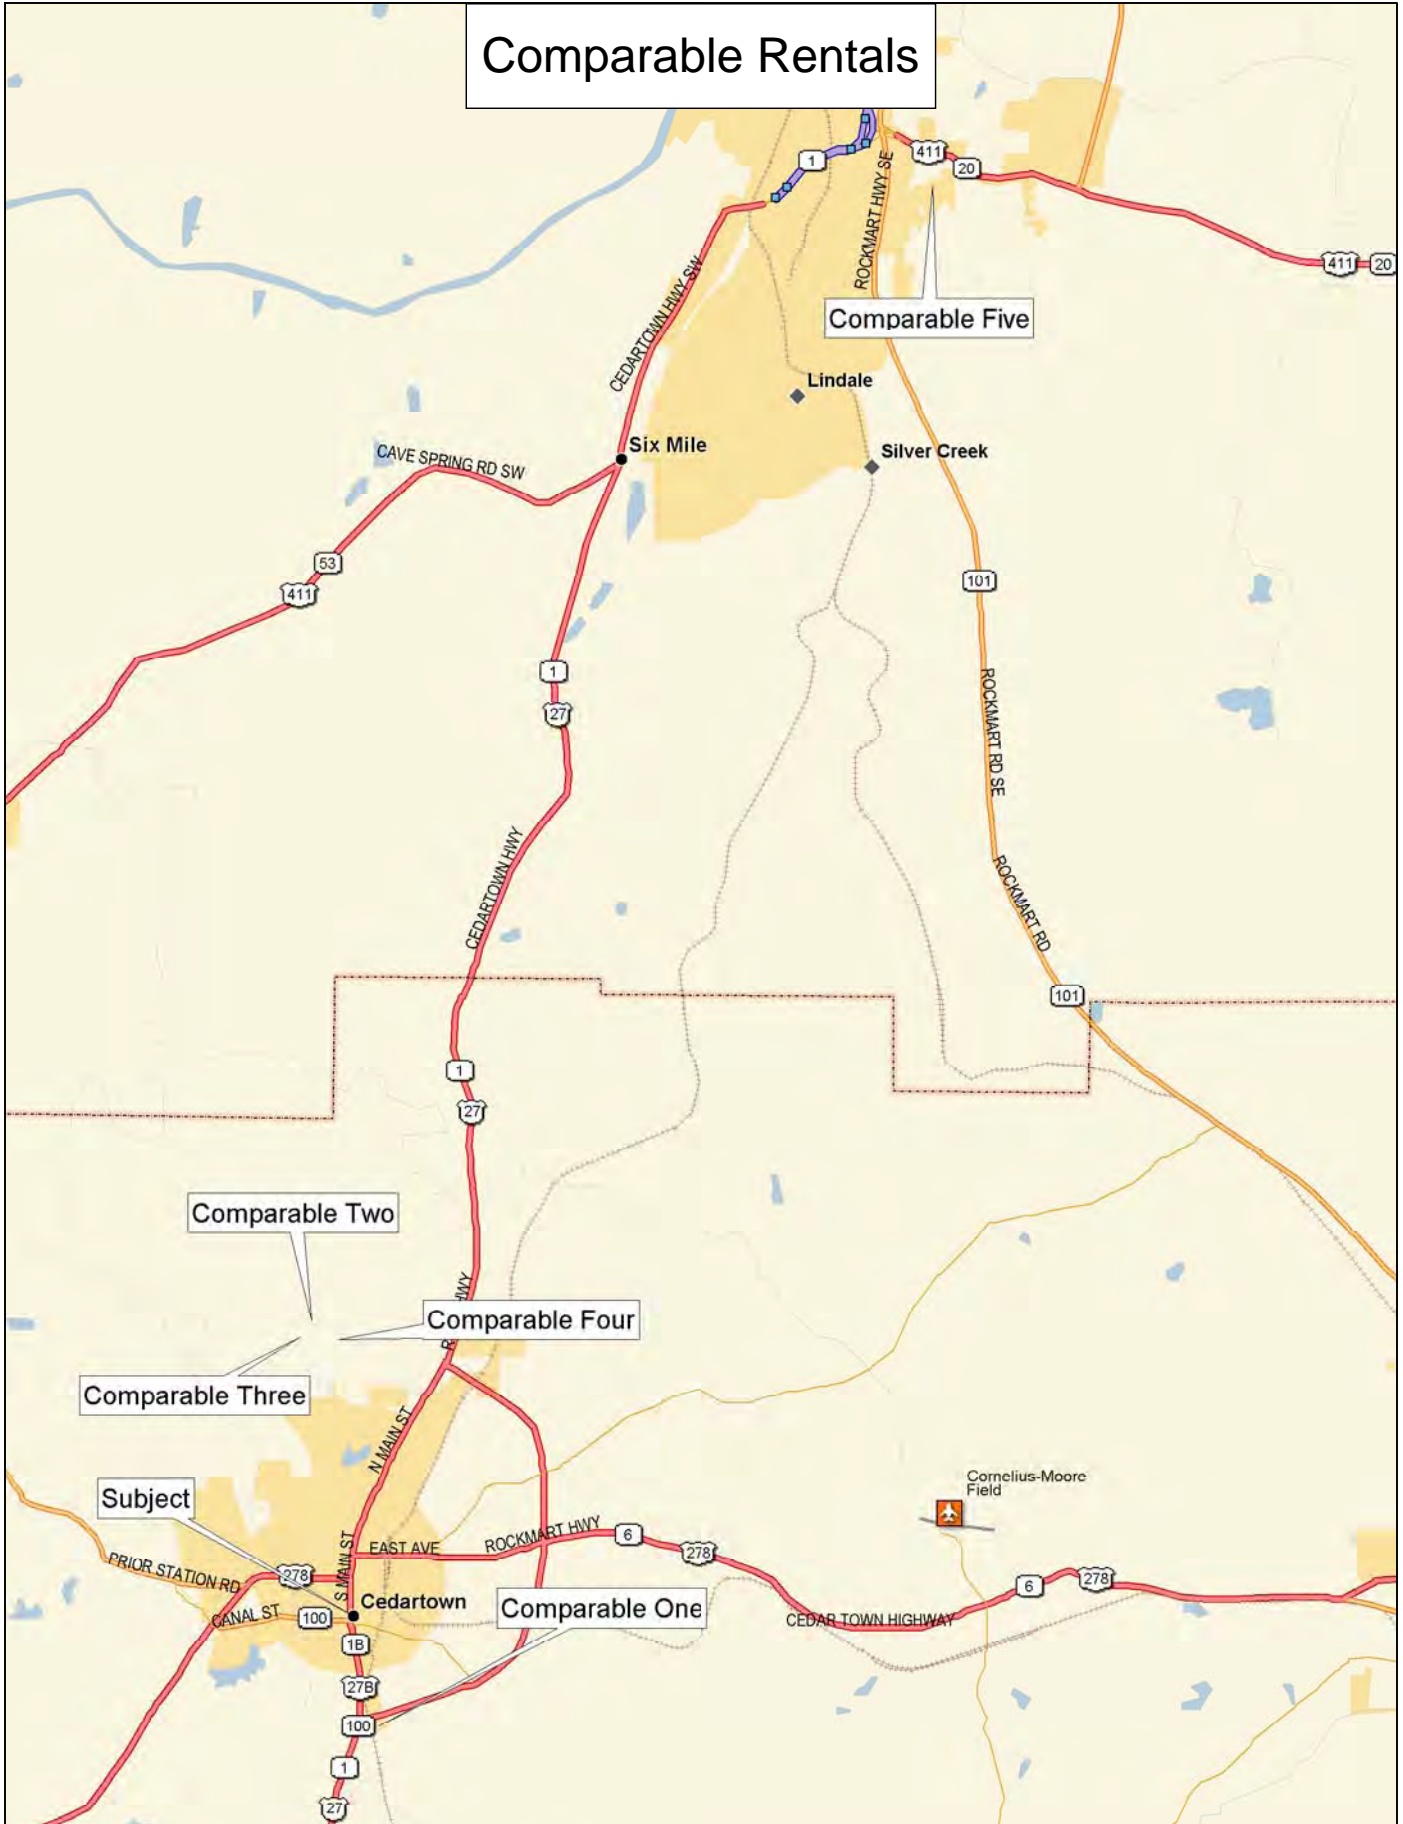 Comparable Rentals
1
411
20
ROCKMART HWY SE
411
20
CEDARTOWN HWY SW
Comparable Five
Lindale
Six Mile
Silver Creek
CAVE SPRING RD SW
53
411
101
1
27
ROCKMART RD SE
CEDARTOWN HWY
ROCKMART RD
101
1
27
Comparable Two
HWY
Comparable Four
R
Comparable Three
N MAIN ST
Cornelius-Moore
Field
Subject
S MAIN ST
EAST AVE
ROCKMART HWY
6
278
PRIOR STATION RD
278
6
278
Cedartown
Comparable One
CANAL ST
100
CEDAR TOWN HIGHWAY
1B
27B
100
1
27